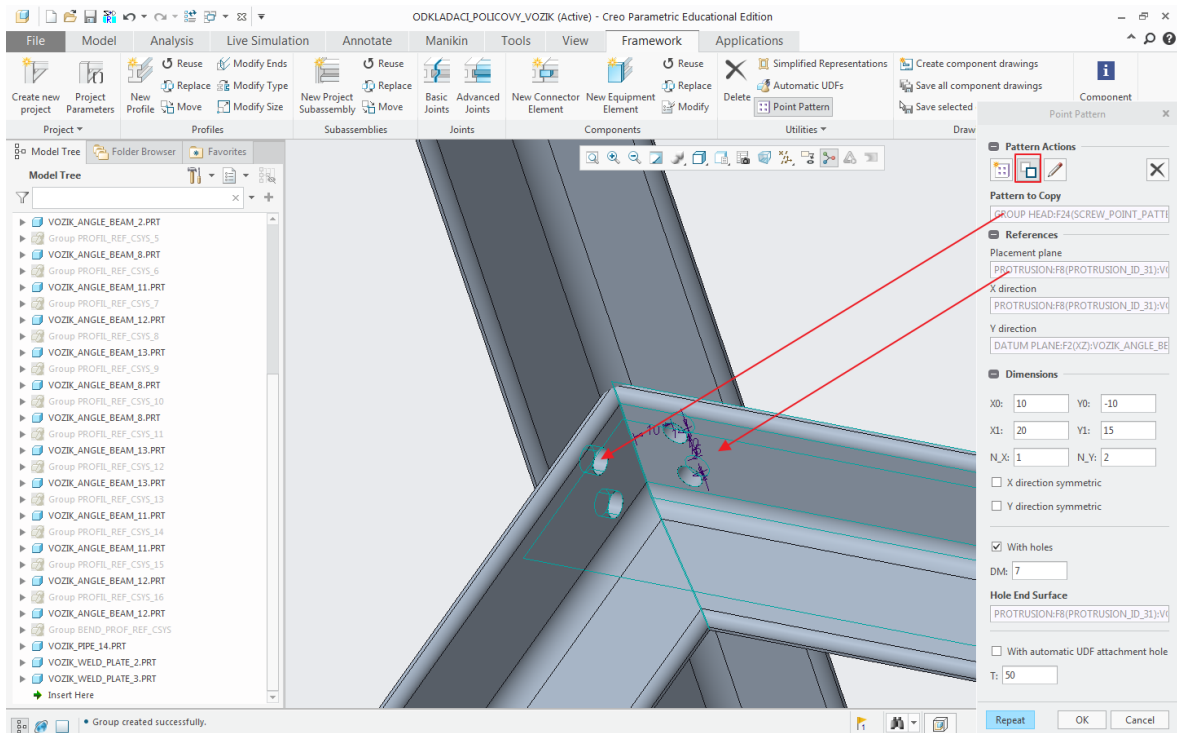 ODKLADACI_POLICOVY_VOZIK (Active) - Creo Parametric Educational Edition
File Model Analysis Live Simulation Annotate Manikin Tools View Framework Applications
Create new project
Project Parameters
Project
New Profile
Reuse
Replace
Move
Modify Ends
Modify Type
Modify Size
Profiles
New Project Subassembly
Reuse
Replace
Move
Subassemblies
Basic Joints
Advanced Joints
Joints
New Connector Element
New Equipment Element
Reuse
Replace
Modify
Components
Delete
Simplified Representations
Automatic UDFs
Point Pattern
Utilities
Create component drawings
Save all component drawings
Save selected
Draw
Component
Model Tree Folder Browser Favorites
Model Tree
VOZIK_ANGLE_BEAM_2.PRT
Group PROFIL_REF_CSYS_5
VOZIK_ANGLE_BEAM_8.PRT
Group PROFIL_REF_CSYS_6
VOZIK_ANGLE_BEAM_11.PRT
Group PROFIL_REF_CSYS_7
VOZIK_ANGLE_BEAM_12.PRT
Group PROFIL_REF_CSYS_8
VOZIK_ANGLE_BEAM_13.PRT
Group PROFIL_REF_CSYS_9
VOZIK_ANGLE_BEAM_8.PRT
Group PROFIL_REF_CSYS_10
VOZIK_ANGLE_BEAM_8.PRT
Group PROFIL_REF_CSYS_11
VOZIK_ANGLE_BEAM_13.PRT
Group PROFIL_REF_CSYS_12
VOZIK_ANGLE_BEAM_13.PRT
Group PROFIL_REF_CSYS_13
VOZIK_ANGLE_BEAM_11.PRT
Group PROFIL_REF_CSYS_14
VOZIK_ANGLE_BEAM_11.PRT
Group PROFIL_REF_CSYS_15
VOZIK_ANGLE_BEAM_12.PRT
Group PROFIL_REF_CSYS_16
VOZIK_ANGLE_BEAM_12.PRT
Group BEND_PROF_REF_CSYS
VOZIK_PIPE_14.PRT
VOZIK_WELD_PLATE_2.PRT
VOZIK_WELD_PLATE_3.PRT
Insert Here
10
Point Pattern
Pattern Actions
Pattern to Copy
GROUP HEAD:F24(SCREW_POINT_PATTE
References
Placement plane
PROTRUSION:F8(PROTRUSION_ID_31):VO
X direction
PROTRUSION:F8(PROTRUSION_ID_31):VO
Y direction
DATUM PLANE:F2(XZ):VOZIK_ANGLE_BE
Dimensions
X0: 10 Y0: -10
X1: 20 Y1: 15
N_X: 1 N_Y: 2
X direction symmetric
Y direction symmetric
With holes
DM: 7
Hole End Surface
PROTRUSION:F8(PROTRUSION_ID_31):VO
With automatic UDF attachment hole
T: 50
Repeat OK Cancel
• Group created successfully.